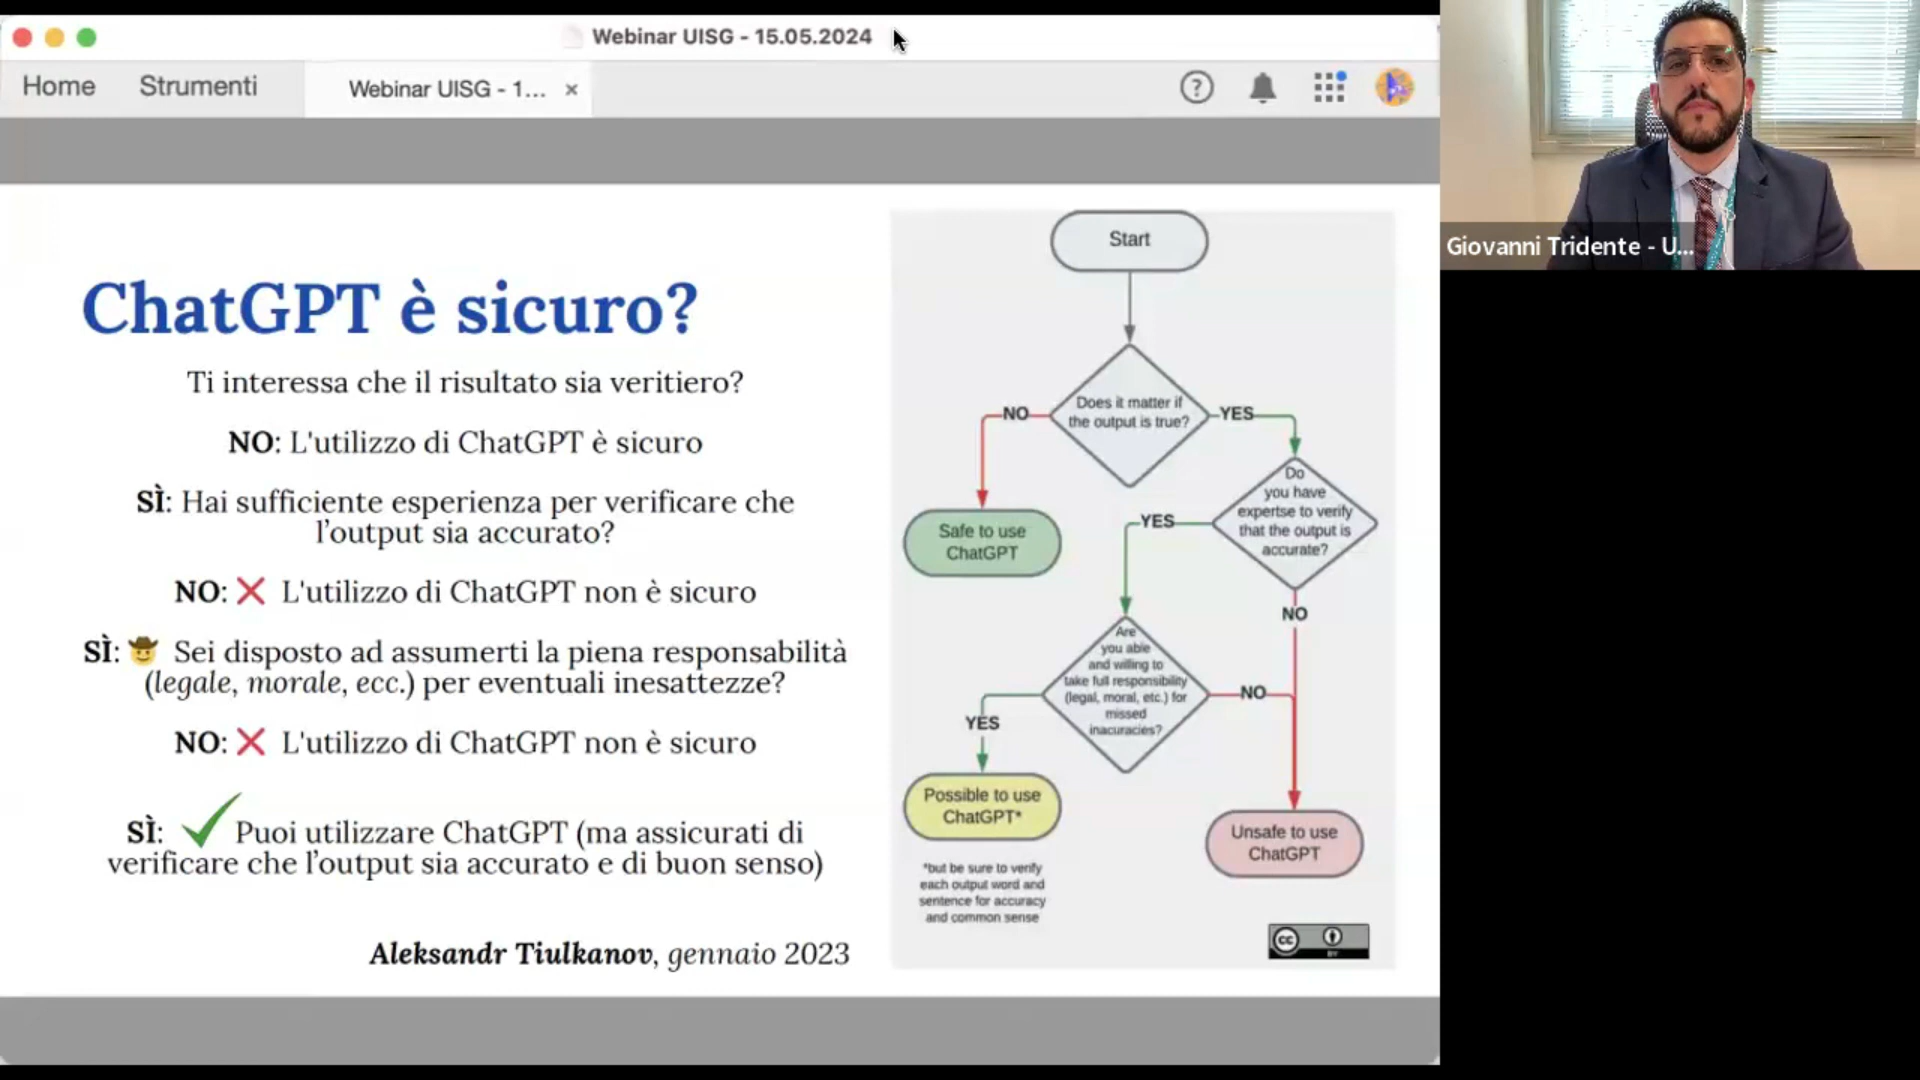 Webinar UISG - 15.05.2024
Home
Strumenti
Webinar UISG - 1...
Giovanni Tridente - U...
ChatGPT è sicuro?
Ti interessa che il risultato sia veritiero?
NO: L'utilizzo di ChatGPT è sicuro
SÌ: Hai sufficiente esperienza per verificare che
l'output sia accurato?
NO: ❌ L'utilizzo di ChatGPT non è sicuro
SÌ: 🤠 Sei disposto ad assumerti la piena responsabilità
(legale, morale, ecc.) per eventuali inesattezze?
NO: ❌ L'utilizzo di ChatGPT non è sicuro
SÌ: ✓ Puoi utilizzare ChatGPT (ma assicurati di
verificare che l'output sia accurato e di buon senso)
Aleksandr Tiulkanov, gennaio 2023
Start
Does it matter if
the output is true?
NO
YES
Safe to use
ChatGPT
Do
you have
expertse to verify
that the output is
accurate?
YES
NO
Are
you able
and willing to
take full responsibility
(legal, moral, etc.) for
missed
inacuracies?
YES
NO
Possible to use
ChatGPT*
Unsafe to use
ChatGPT
*but be sure to verify
each output word and
sentence for accuracy
and common sense
cc
BY